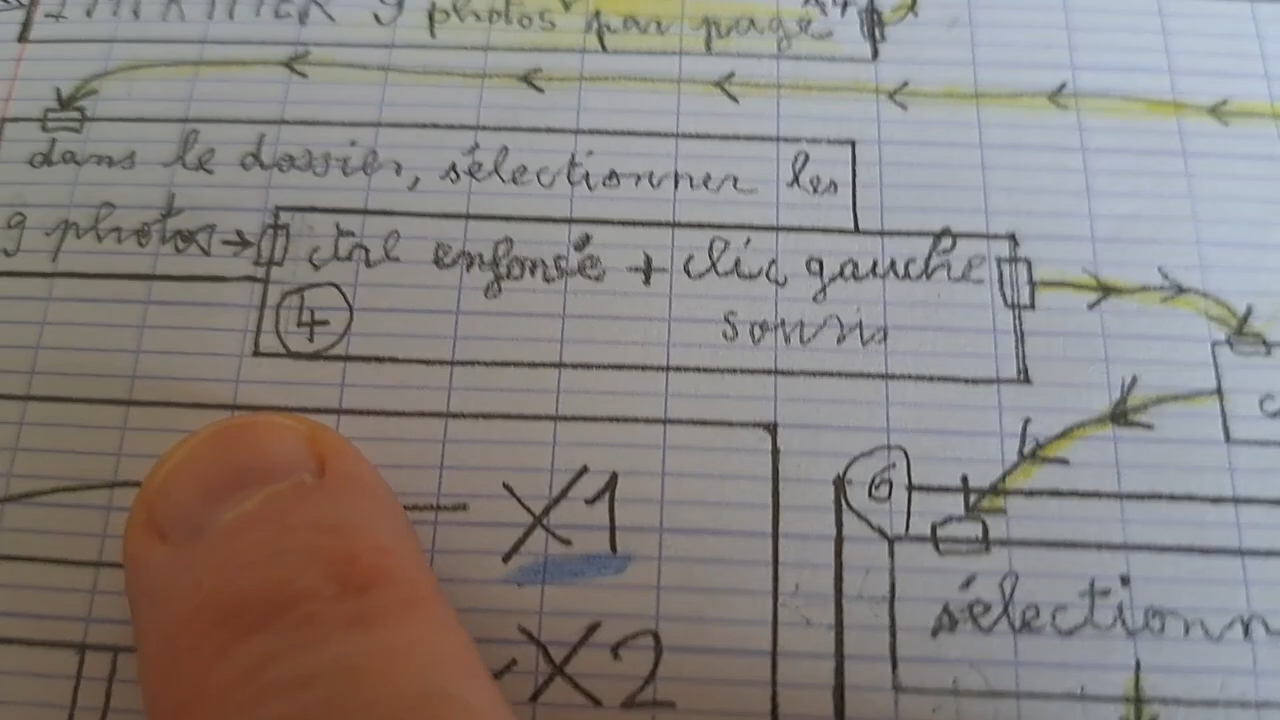 9 photos par page
dans le dossier, sélectionner les
9 photos → ctrl enfonsé + clic gauche
souris
4
6
X1
sélectionn
X2